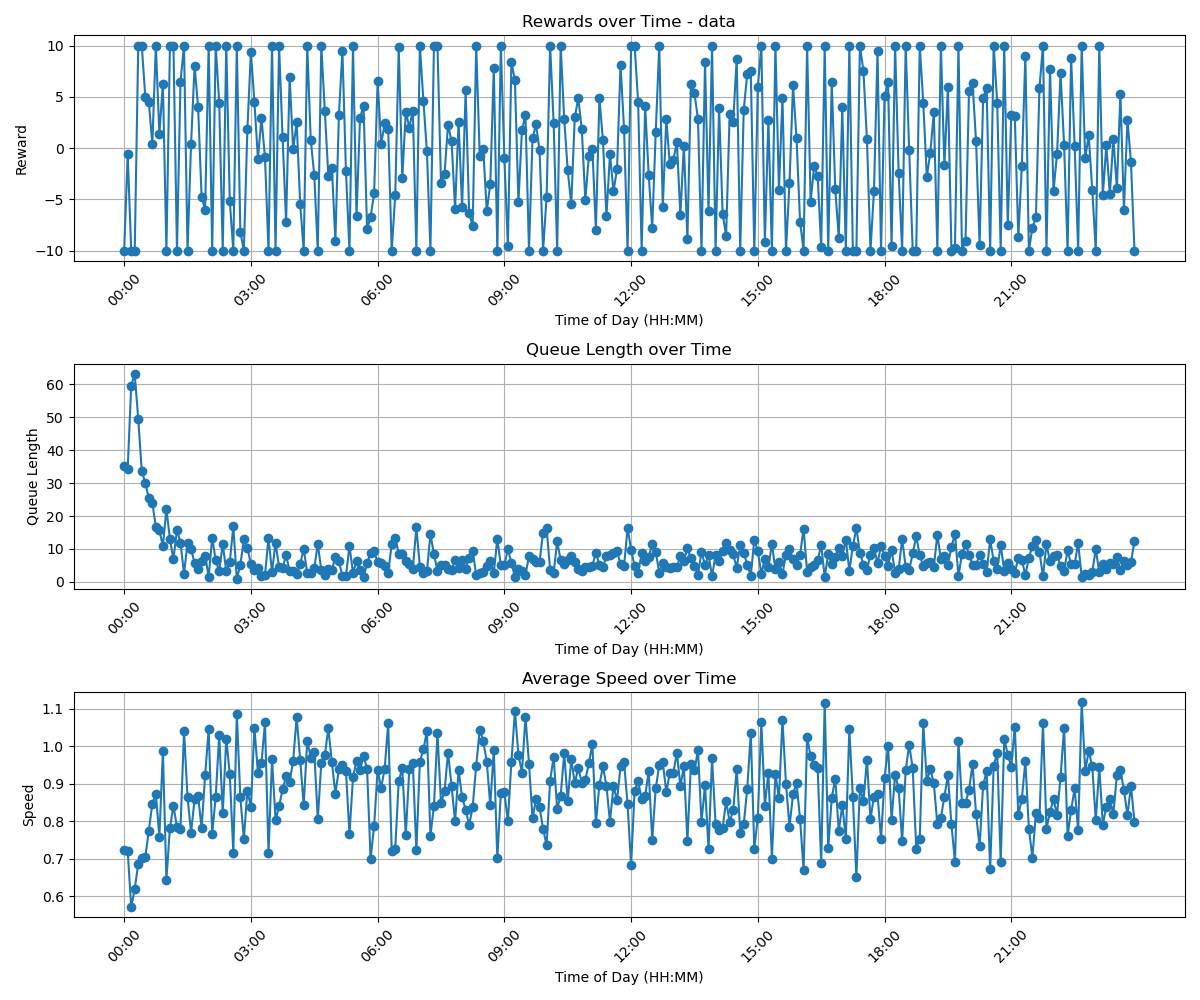 Rewards over Time - data
10
5
0
−5
−10
Reward
00:00 03:00 06:00 09:00 12:00 15:00 18:00 21:00
Time of Day (HH:MM)
Queue Length over Time
60
50
40
30
20
10
0
Queue Length
00:00 03:00 06:00 09:00 12:00 15:00 18:00 21:00
Time of Day (HH:MM)
Average Speed over Time
1.1
1.0
0.9
0.8
0.7
0.6
Speed
00:00 03:00 06:00 09:00 12:00 15:00 18:00 21:00
Time of Day (HH:MM)